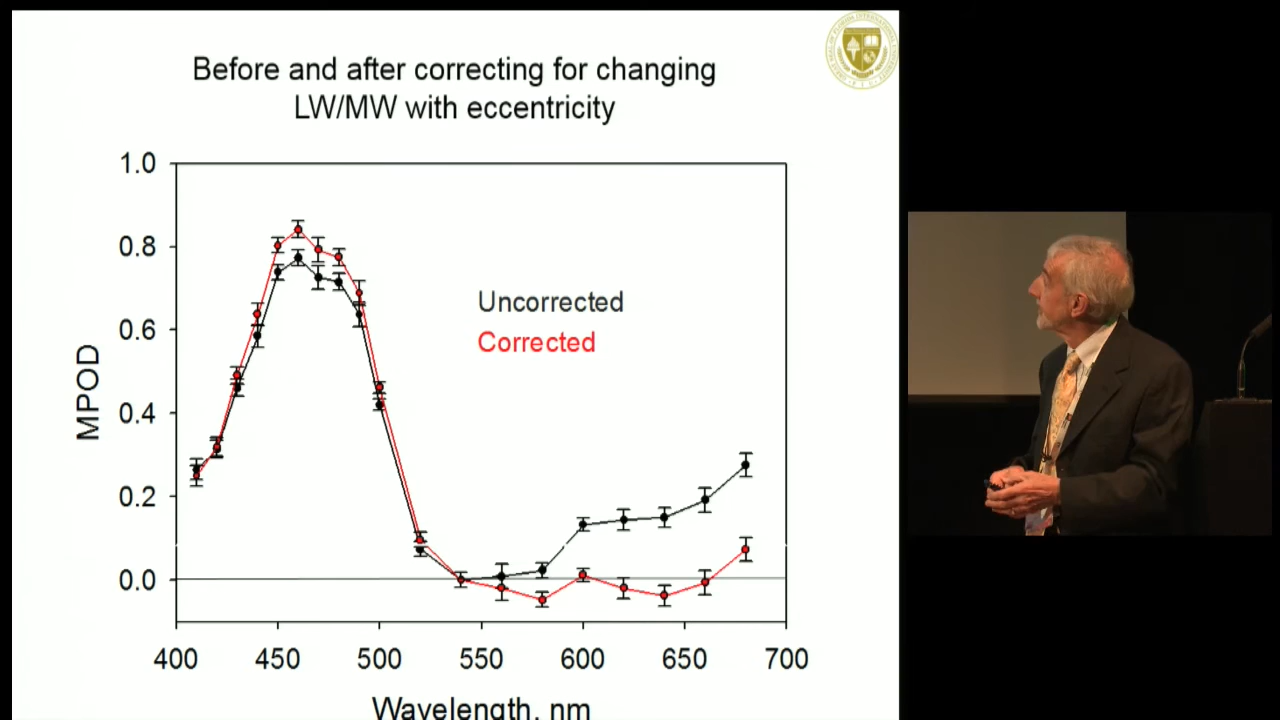 Before and after correcting for changing
LW/MW with eccentricity
1.0
0.8
0.6
0.4
0.2
0.0
MPOD
Uncorrected
Corrected
400 450 500 550 600 650 700
Wavelength, nm